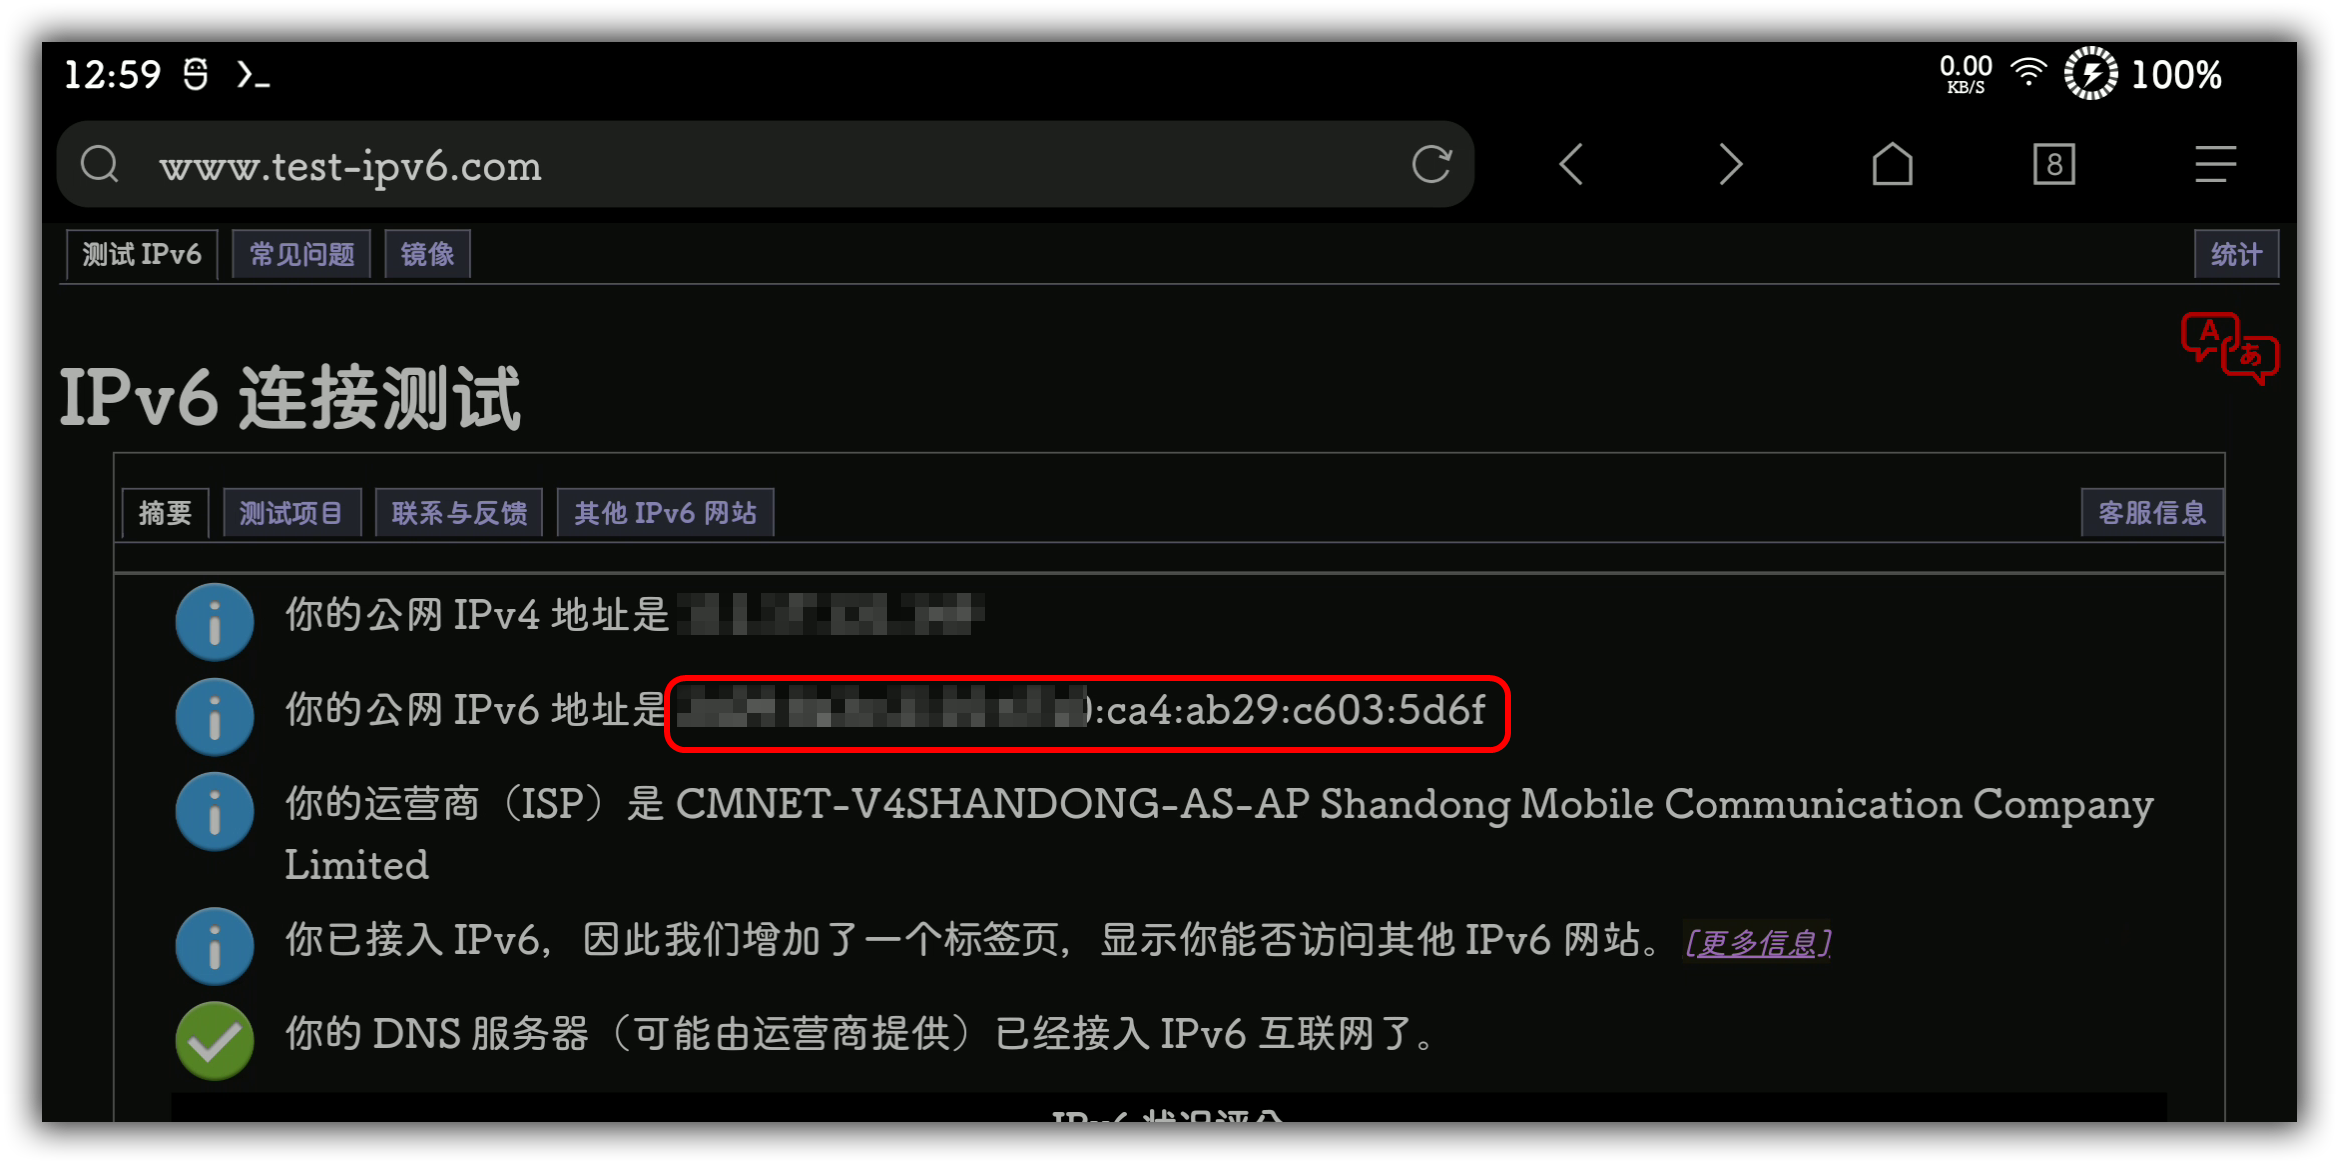 12:59
0.00 KB/S 100%
www.test-ipv6.com
8
测试 IPv6 常见问题 镜像 统计
A あ
IPv6 连接测试
摘要 测试项目 联系与反馈 其他 IPv6 网站 客服信息
你的公网 IPv4 地址是
你的公网 IPv6 地址是 :ca4:ab29:c603:5d6f
你的运营商（ISP）是 CMNET-V4SHANDONG-AS-AP Shandong Mobile Communication Company
Limited
你已接入 IPv6，因此我们增加了一个标签页，显示你能否访问其他 IPv6 网站。[更多信息]
你的 DNS 服务器（可能由运营商提供）已经接入 IPv6 互联网了。
IPv6 状况评分